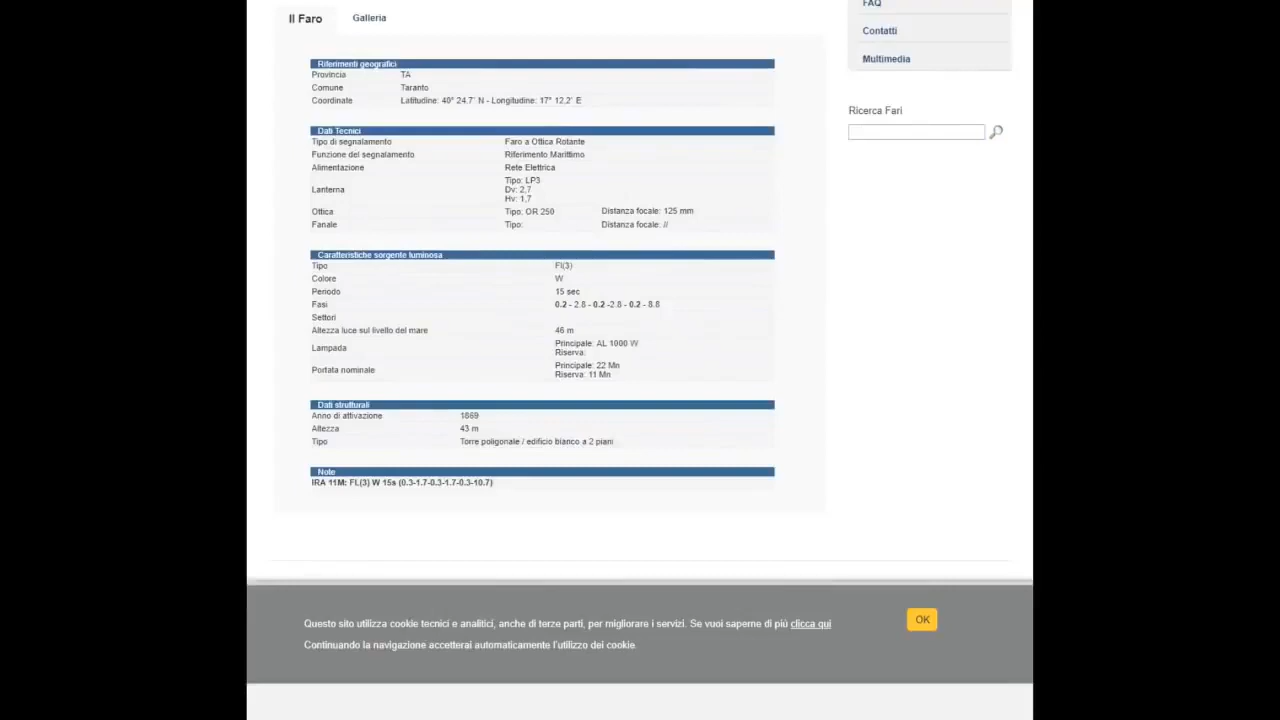 Il Faro
Galleria
FAQ
Contatti
Multimedia
Ricerca Fari
Riferimenti geografici
Provincia TA
Comune Taranto
Coordinate Latitudine: 40° 24.7' N - Longitudine: 17° 12,2' E
Dati Tecnici
Tipo di segnalamento Faro a Ottica Rotante
Funzione del segnalamento Riferimento Marittimo
Alimentazione Rete Elettrica
Lanterna Tipo: LP3
Dv: 2,7
Hv: 1,7
Ottica Tipo: OR 250 Distanza focale: 125 mm
Fanale Tipo: Distanza focale: //
Caratteristiche sorgente luminosa
Tipo Fl(3)
Colore W
Periodo 15 sec
Fasi 0.2 - 2.8 - 0.2 -2.8 - 0.2 - 8.8
Settori
Altezza luce sul livello del mare 46 m
Lampada Principale: AL 1000 W
Riserva:
Portata nominale Principale: 22 Mn
Riserva: 11 Mn
Dati strutturali
Anno di attivazione 1869
Altezza 43 m
Tipo Torre poligonale / edificio bianco a 2 piani
Note
IRA 11M: FL(3) W 15s (0.3-1.7-0.3-1.7-0.3-10.7)
Questo sito utilizza cookie tecnici e analitici, anche di terze parti, per migliorare i servizi. Se vuoi saperne di più clicca qui
Continuando la navigazione accetterai automaticamente l'utilizzo dei cookie.
OK